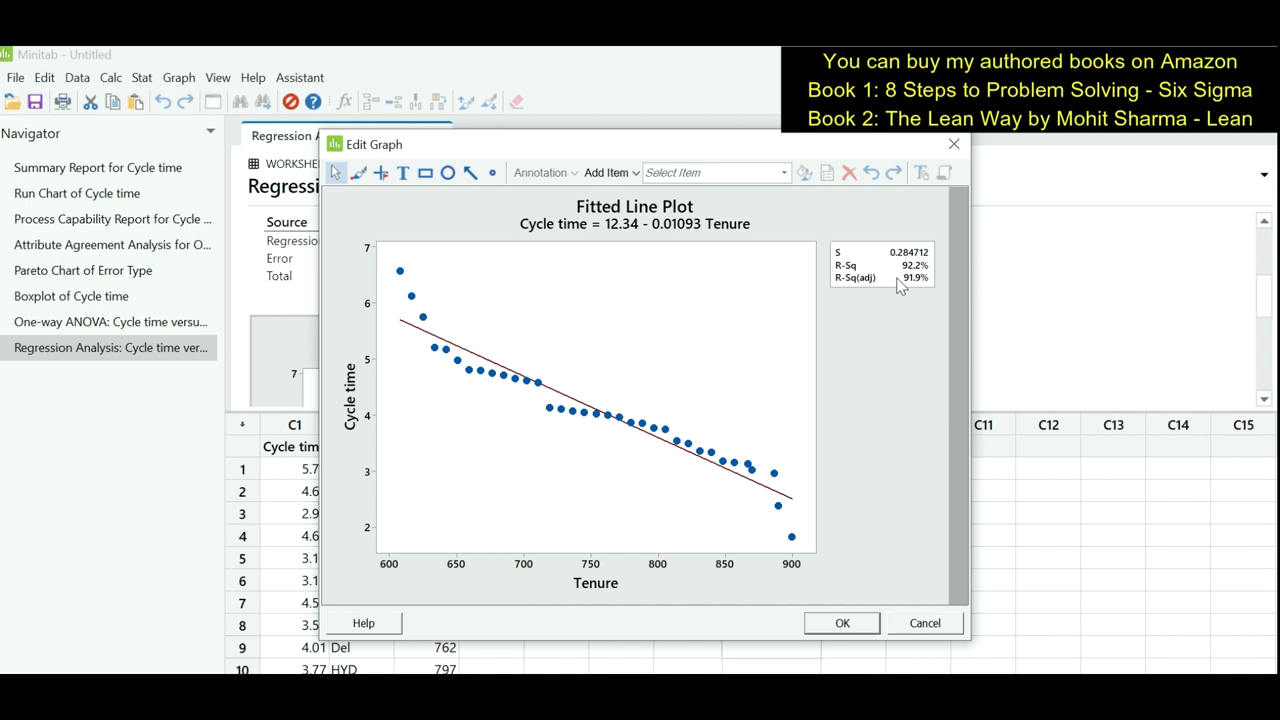 Minitab - Untitled
You can buy my authored books on Amazon
Book 1: 8 Steps to Problem Solving - Six Sigma
Book 2: The Lean Way by Mohit Sharma - Lean
File Edit Data Calc Stat Graph View Help Assistant
Navigator
Summary Report for Cycle time
Run Chart of Cycle time
Process Capability Report for Cycle ...
Attribute Agreement Analysis for O...
Pareto Chart of Error Type
Boxplot of Cycle time
One-way ANOVA: Cycle time versu...
Regression Analysis: Cycle time ver...
Regression A
WORKSHE
Regressi
Source
Regressio
Error
Total
7
Edit Graph
Annotation Add Item Select Item
Fitted Line Plot
Cycle time = 12.34 - 0.01093 Tenure
S 0.284712
R-Sq 92.2%
R-Sq(adj) 91.9%
Cycle time
7
6
5
4
3
2
600 650 700 750 800 850 900
Tenure
Help OK Cancel
C1 C11 C12 C13 C14 C15
Cycle tim
1 5.7
2 4.6
3 2.9
4 4.6
5 3.1
6 3.1
7 4.5
8 3.5
9 4.01 Del 762
10 3.77 HYD 797